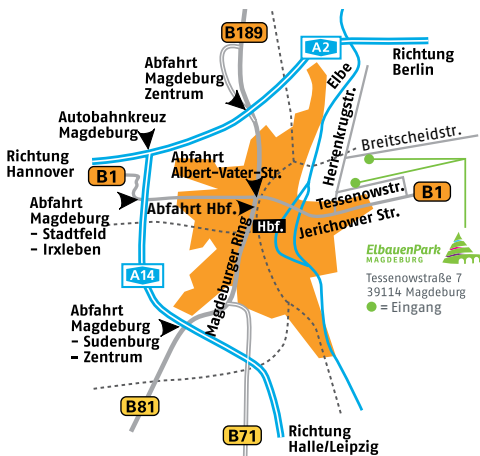 B189
A2
Richtung
Berlin
Abfahrt
Magdeburg
Zentrum
Elbe
Autobahnkreuz
Magdeburg
Herrenkrugstr.
Breitscheidstr.
Richtung
Hannover
B1
Abfahrt
Albert-Vater-Str.
Tessenowstr.
B1
Abfahrt
Magdeburg
- Stadtfeld
- Irxleben
Abfahrt Hbf.
Hbf.
Jerichower Str.
ElbauenPark
MAGDEBURG
Tessenowstraße 7
39114 Magdeburg
= Eingang
A14
Magdeburger Ring
Abfahrt
Magdeburg
- Sudenburg
- Zentrum
B81
B71
Richtung
Halle/Leipzig